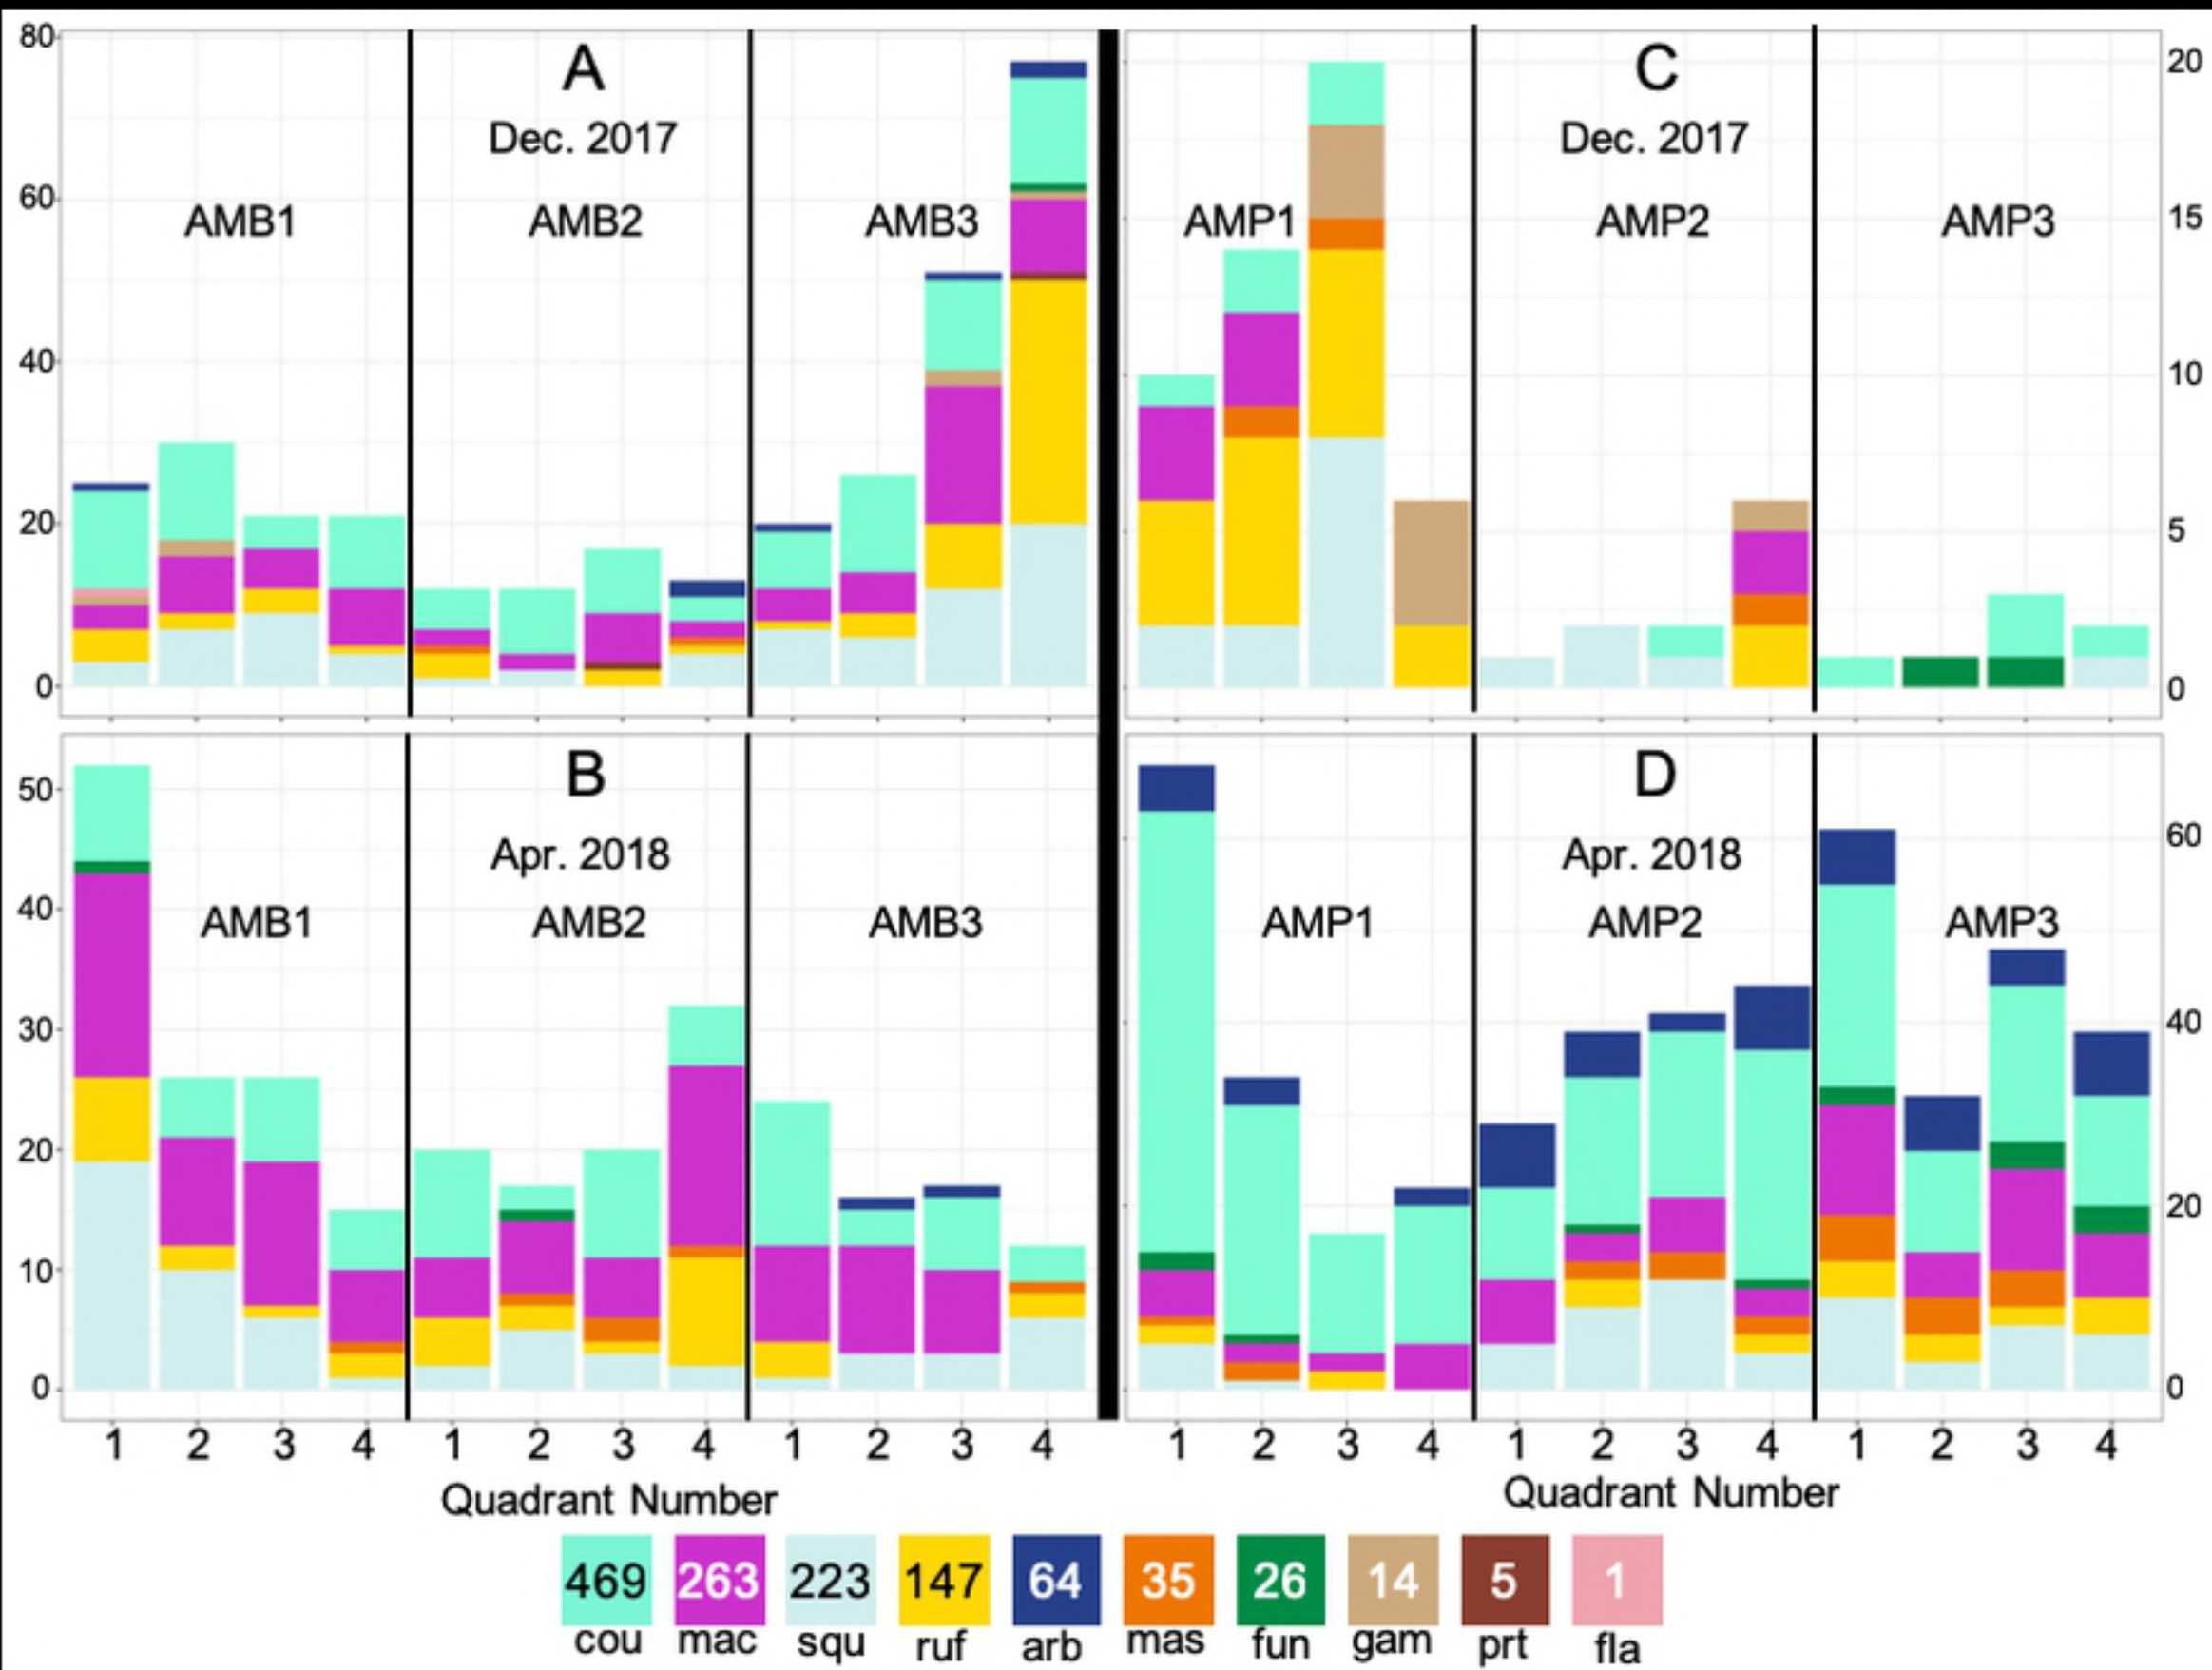 80
60
40
20
0
A
Dec. 2017
AMB1 AMB2 AMB3
C
Dec. 2017
AMP1 AMP2 AMP3
20
15
10
5
0
50
40
30
20
10
0
B
Apr. 2018
AMB1 AMB2 AMB3
D
Apr. 2018
AMP1 AMP2 AMP3
60
40
20
0
1 2 3 4 1 2 3 4 1 2 3 4
Quadrant Number
1 2 3 4 1 2 3 4 1 2 3 4
Quadrant Number
469 263 223 147 64 35 26 14 5 1
cou mac squ ruf arb mas fun gam prt fla